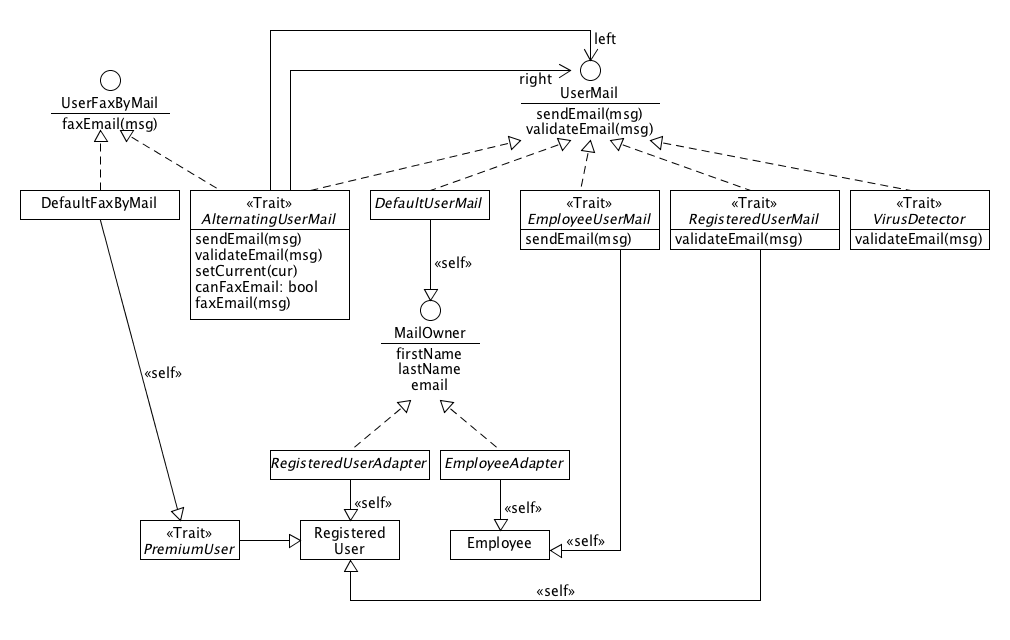 left
right
UserFaxByMail
faxEmail(msg)
UserMail
sendEmail(msg)
validateEmail(msg)
DefaultFaxByMail
«Trait»
AlternatingUserMail
sendEmail(msg)
validateEmail(msg)
setCurrent(cur)
canFaxEmail: bool
faxEmail(msg)
DefaultUserMail
«Trait»
EmployeeUserMail
sendEmail(msg)
«Trait»
RegisteredUserMail
validateEmail(msg)
«Trait»
VirusDetector
validateEmail(msg)
«self»
MailOwner
firstName
lastName
email
«self»
RegisteredUserAdapter
EmployeeAdapter
«self»
«self»
«Trait»
PremiumUser
Registered
User
Employee
«self»
«self»